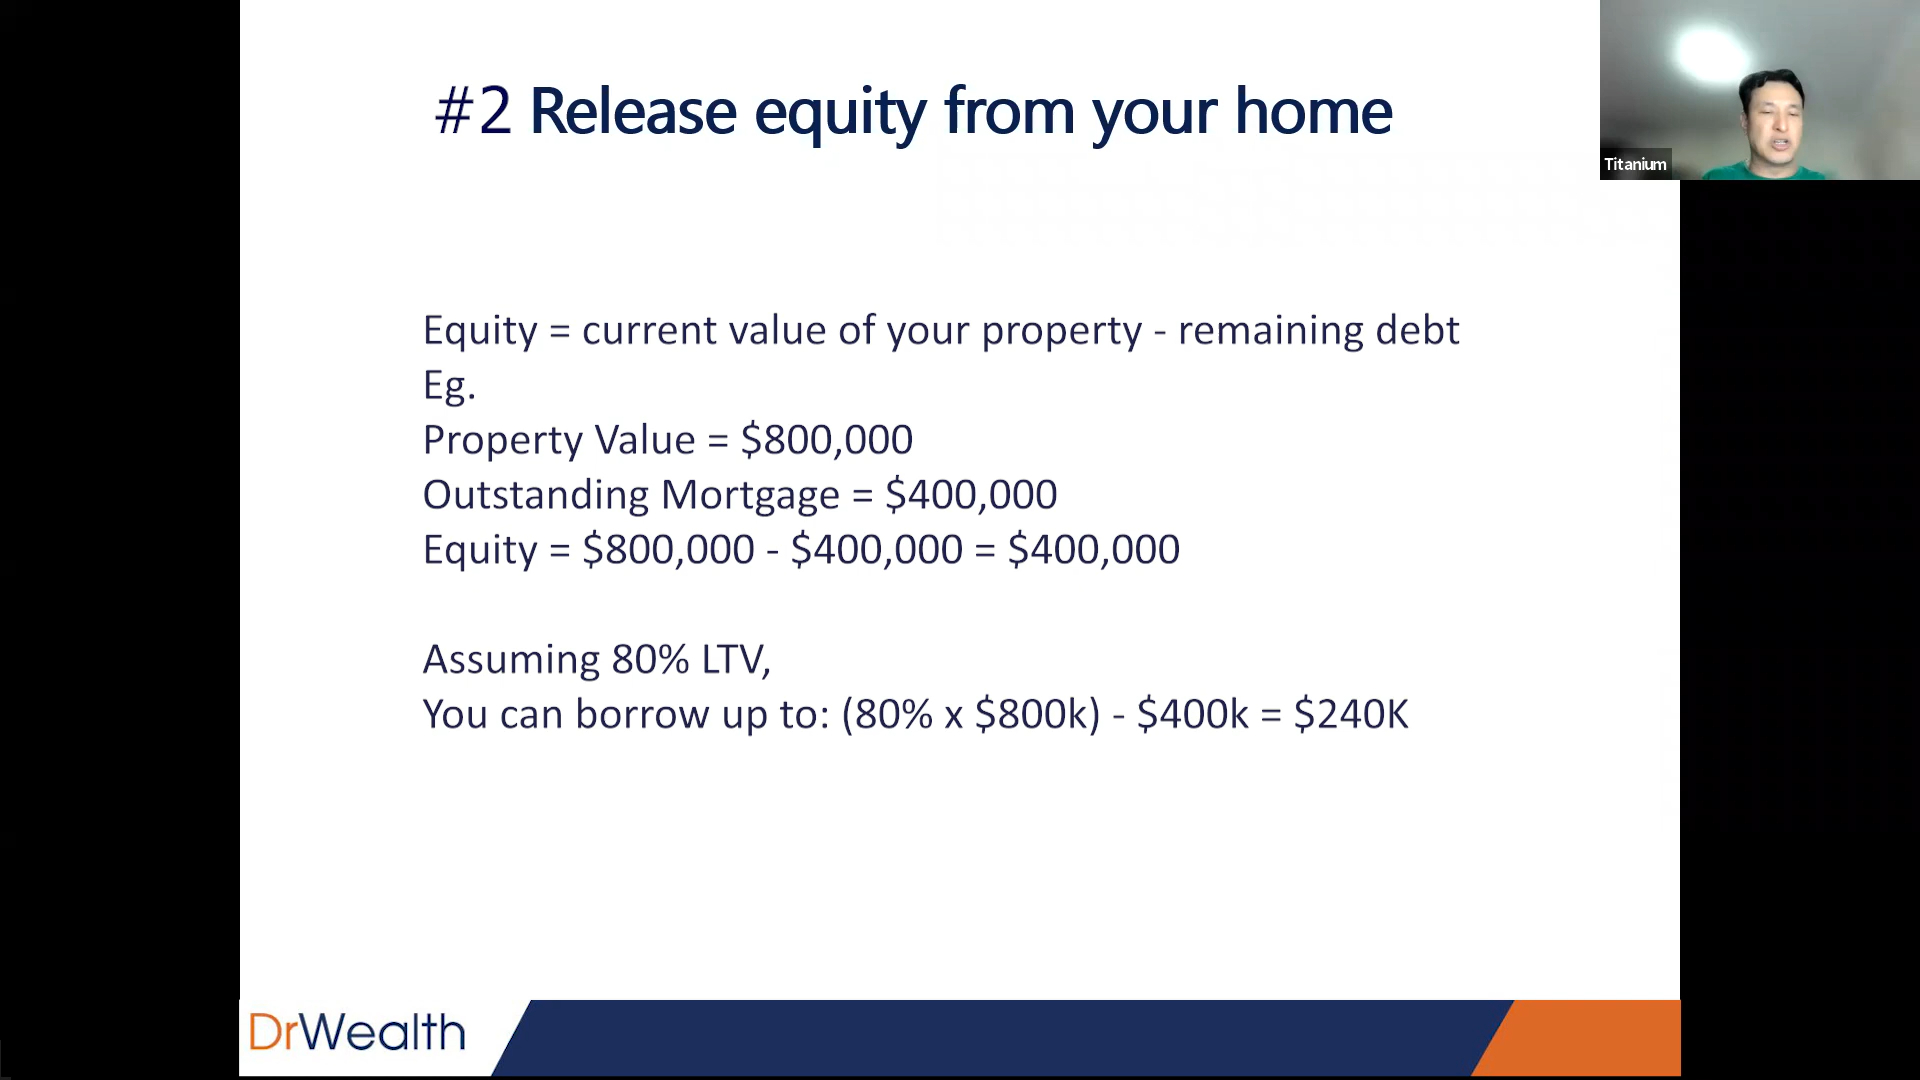 #2 Release equity from your home
Titanium
Equity = current value of your property - remaining debt
Eg.
Property Value = $800,000
Outstanding Mortgage = $400,000
Equity = $800,000 - $400,000 = $400,000
Assuming 80% LTV,
You can borrow up to: (80% x $800k) - $400k = $240K
DrWealth